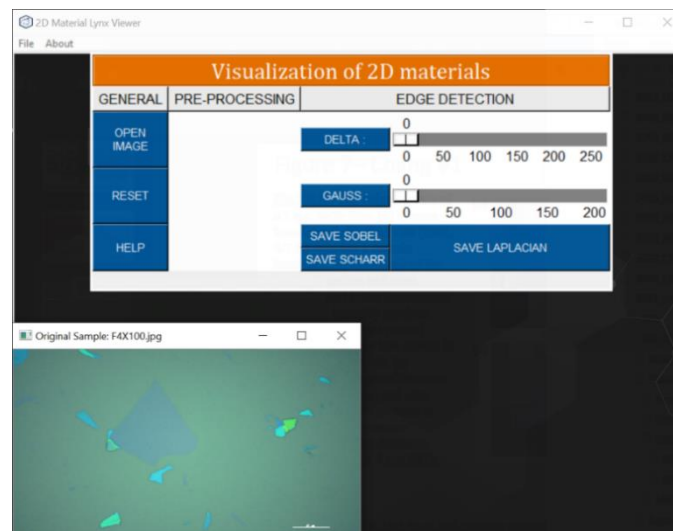 2D Material Lynx Viewer
File About
Visualization of 2D materials
GENERAL PRE-PROCESSING EDGE DETECTION
OPEN
IMAGE
DELTA :
0
0 50 100 150 200 250
RESET
GAUSS :
0
0 50 100 150 200
HELP
SAVE SOBEL
SAVE SCHARR
SAVE LAPLACIAN
Original Sample: F4X100.jpg